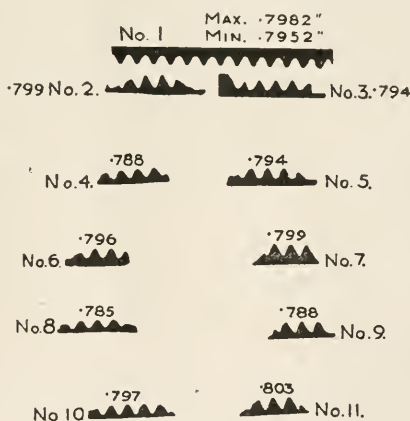 No. 1 MAX. .7982"
MIN. .7952"
.799 No. 2. No. 3. .794
.788 .794
No. 4. No. 5.
.796 .799
No. 6. No. 7.
.785 .788
No. 8 No. 9.
.797 .803
No 10 No. 11.